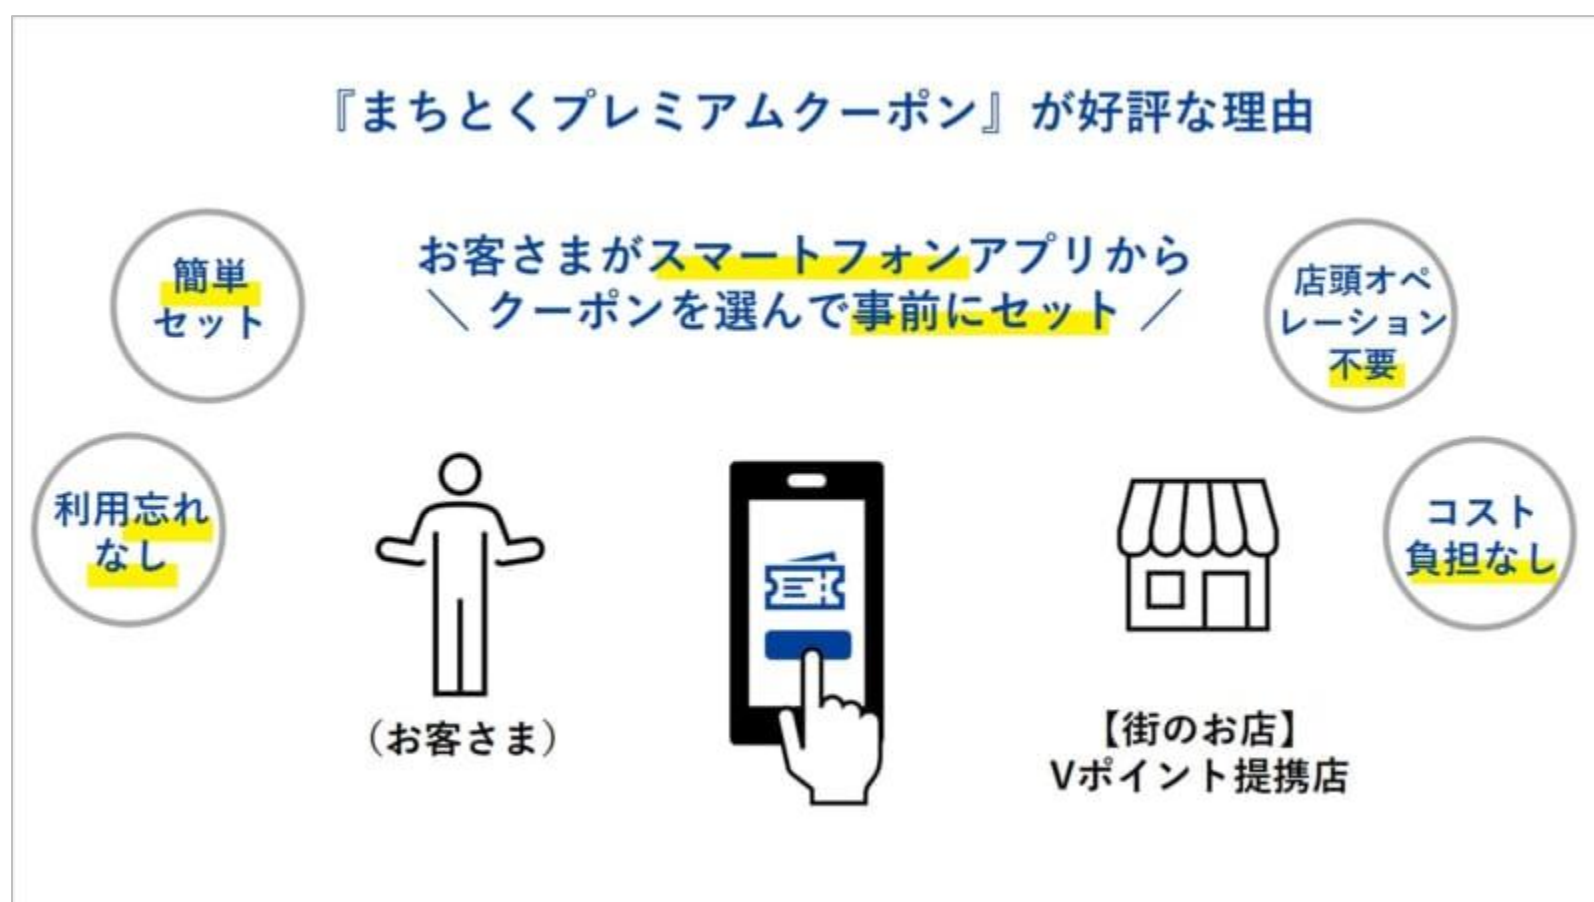 『まちとくプレミアムクーポン』が好評な理由
お客さまがスマートフォンアプリから
＼ クーポンを選んで事前にセット ／
簡単
セット
利用忘れ
なし
店頭オペ
レーション
不要
コスト
負担なし
（お客さま）
【街のお店】
Vポイント提携店